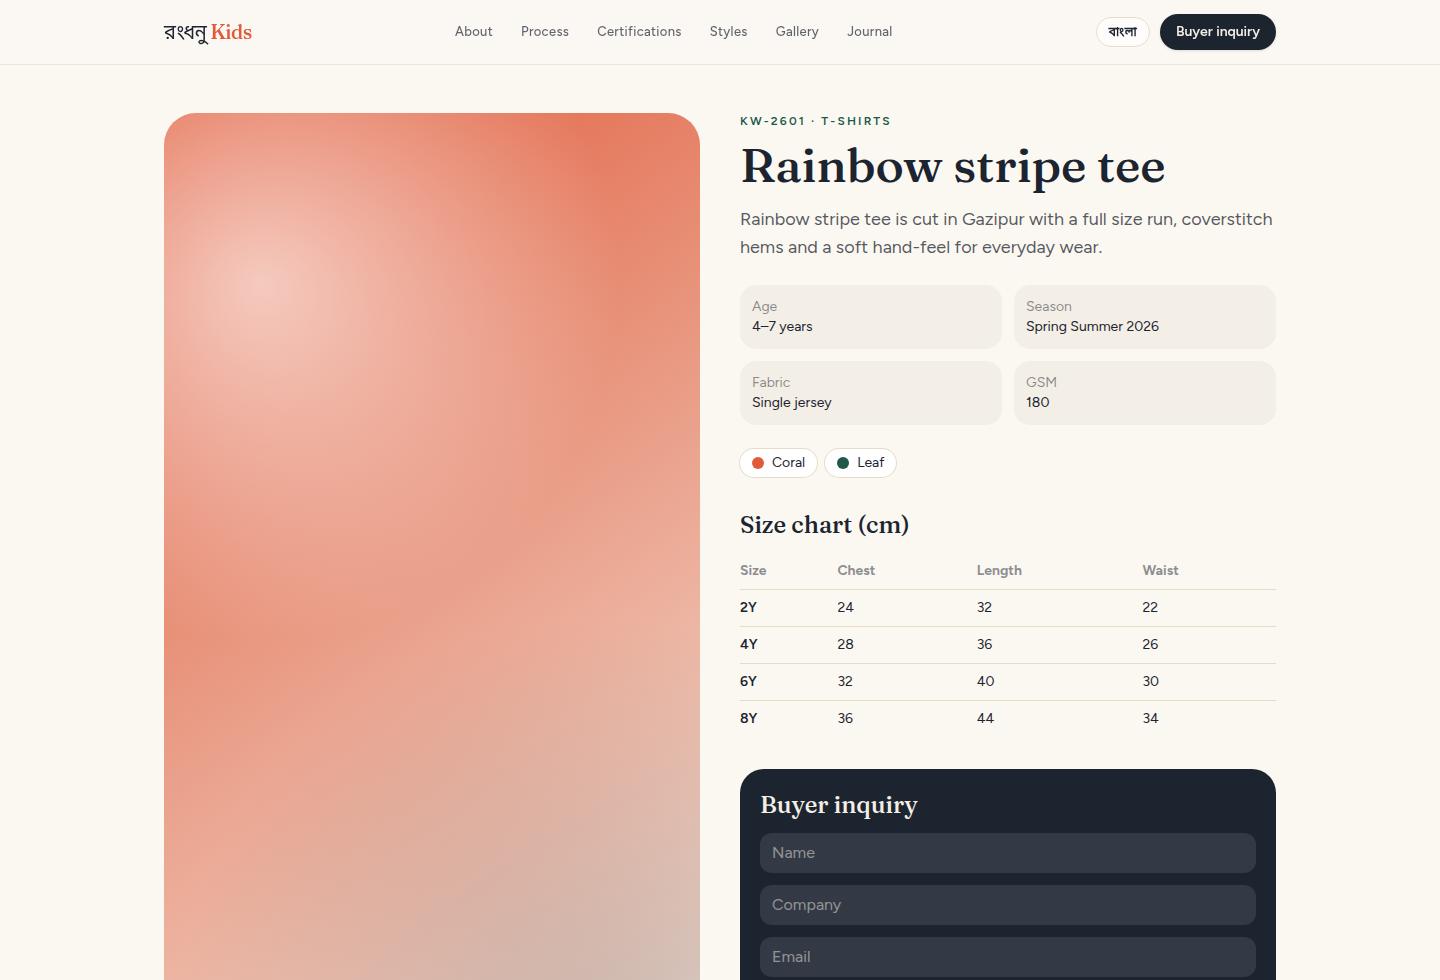 রংধনু Kids
About Process Certifications Styles Gallery Journal
বাংলা
Buyer inquiry
KW-2601 · T-SHIRTS
Rainbow stripe tee
Rainbow stripe tee is cut in Gazipur with a full size run, coverstitch
hems and a soft hand-feel for everyday wear.
Age
4–7 years
Season
Spring Summer 2026
Fabric
Single jersey
GSM
180
Coral
Leaf
Size chart (cm)
Size Chest Length Waist
2Y 24 32 22
4Y 28 36 26
6Y 32 40 30
8Y 36 44 34
Buyer inquiry
Name
Company
Email